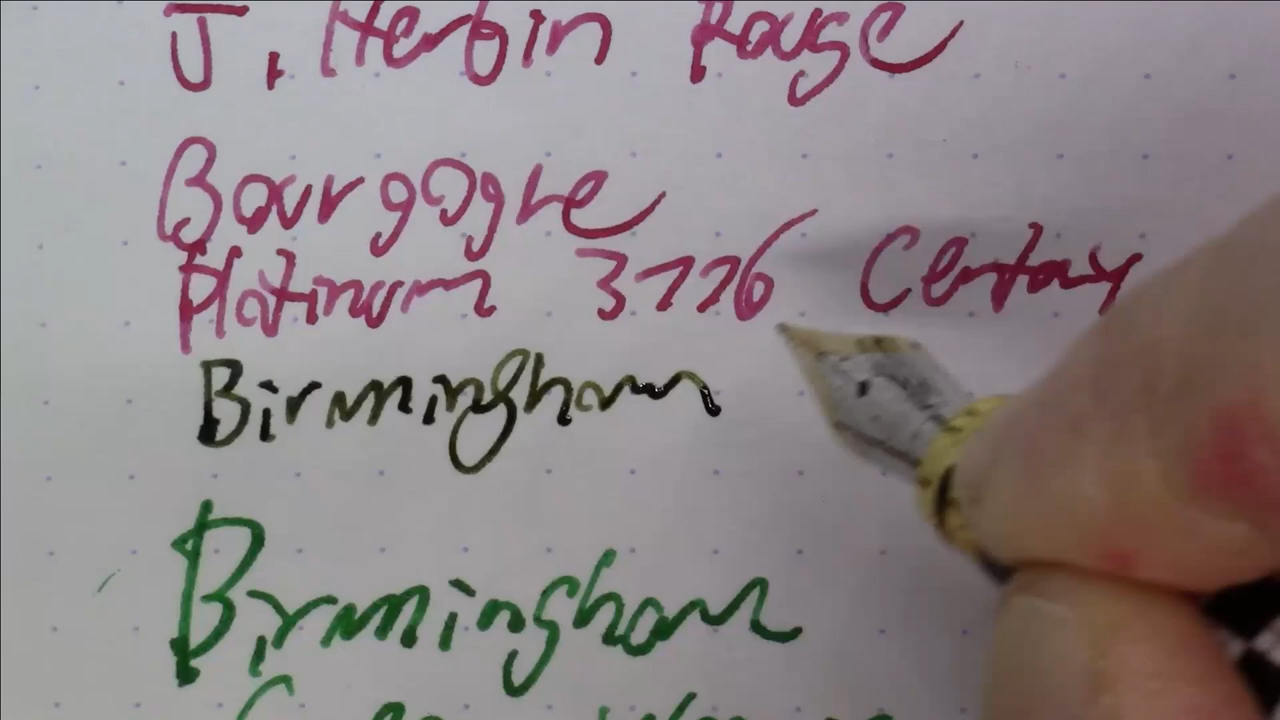 J. Herbin Rouge
Bourgogne
Platinum 3776 Century
Birmingham
Birmingham